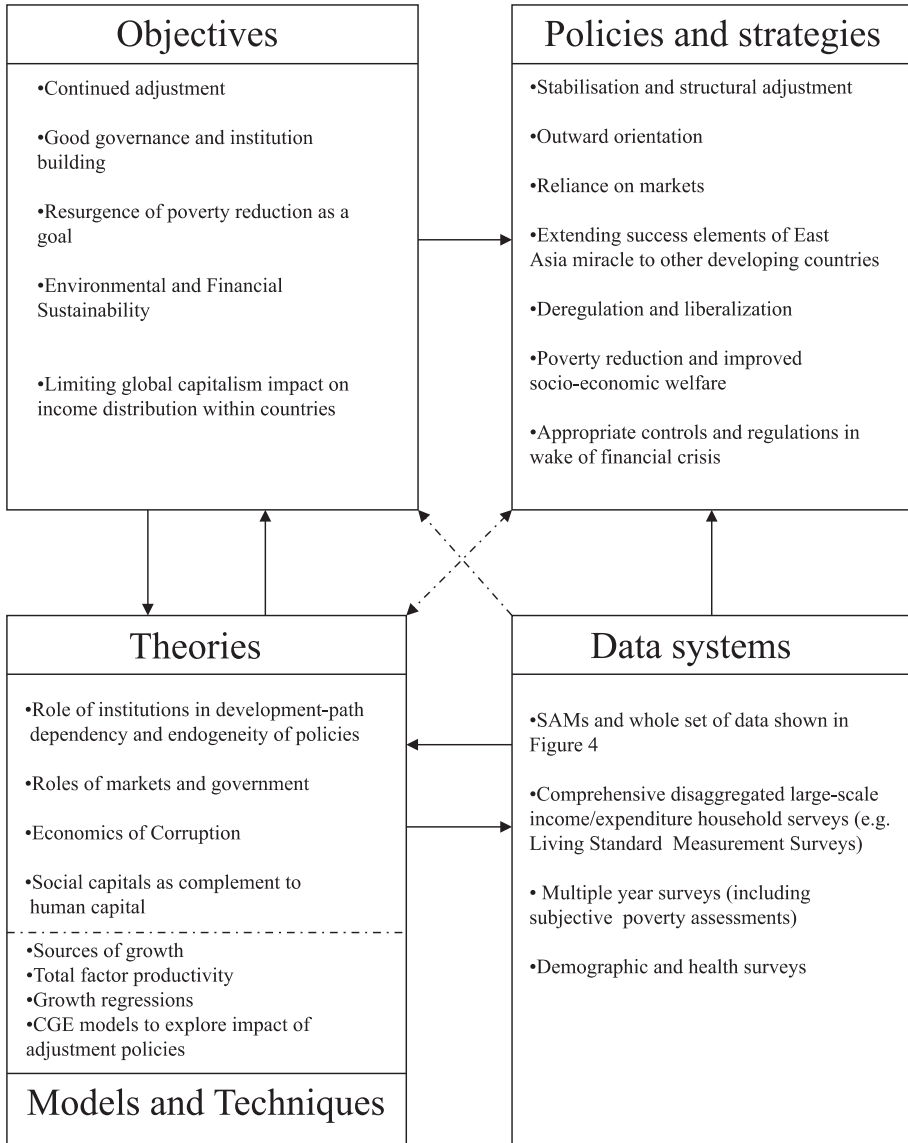 Objectives
•Continued adjustment
•Good governance and institution
building
•Resurgence of poverty reduction as a
goal
•Environmental and Financial
Sustainability
•Limiting global capitalism impact on
income distribution within countries
Policies and strategies
•Stabilisation and structural adjustment
•Outward orientation
•Reliance on markets
•Extending success elements of East
Asia miracle to other developing countries
•Deregulation and liberalization
•Poverty reduction and improved
socio-economic welfare
•Appropriate controls and regulations in
wake of financial crisis
Theories
•Role of institutions in development-path
dependency and endogeneity of policies
•Roles of markets and government
•Economics of Corruption
•Social capitals as complement to
human capital
•Sources of growth
•Total factor productivity
•Growth regressions
•CGE models to explore impact of
adjustment policies
Models and Techniques
Data systems
•SAMs and whole set of data shown in
Figure 4
•Comprehensive disaggregated large-scale
income/expenditure household serveys (e.g.
Living Standard Measurement Surveys)
• Multiple year surveys (including
subjective poverty assessments)
•Demographic and health surveys